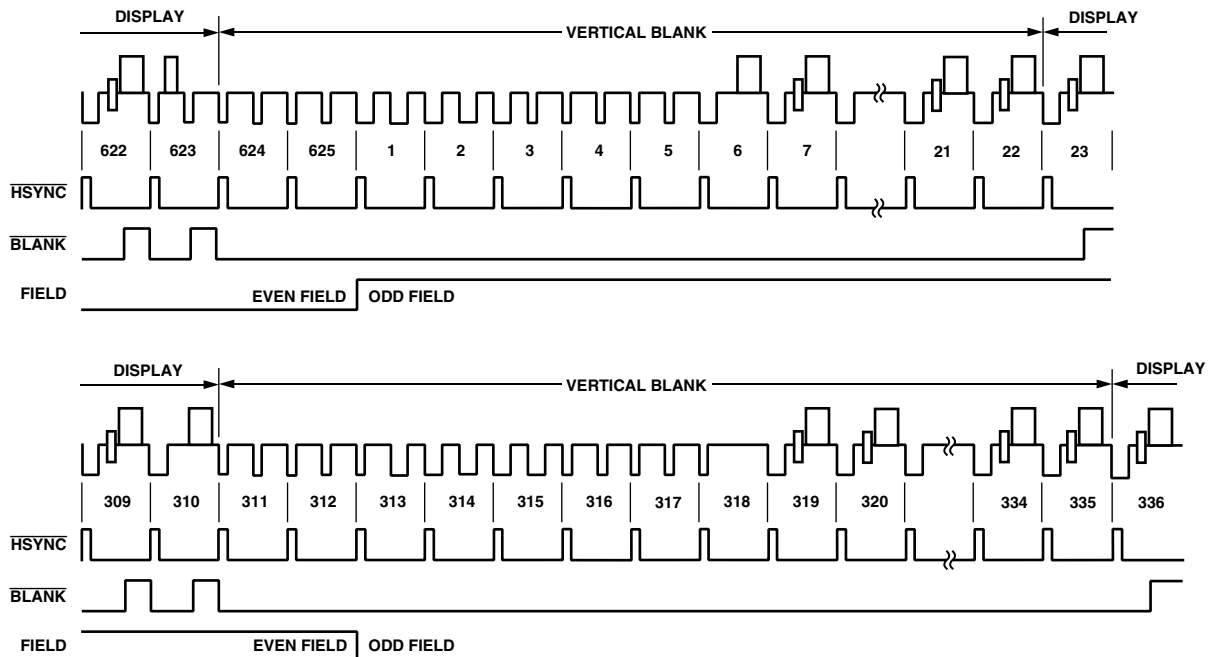 DISPLAY VERTICAL BLANK DISPLAY
622 623 624 625 1 2 3 4 5 6 7 21 22 23
HSYNC
BLANK
FIELD EVEN FIELD ODD FIELD
DISPLAY VERTICAL BLANK DISPLAY
309 310 311 312 313 314 315 316 317 318 319 320 334 335 336
HSYNC
BLANK
FIELD EVEN FIELD ODD FIELD